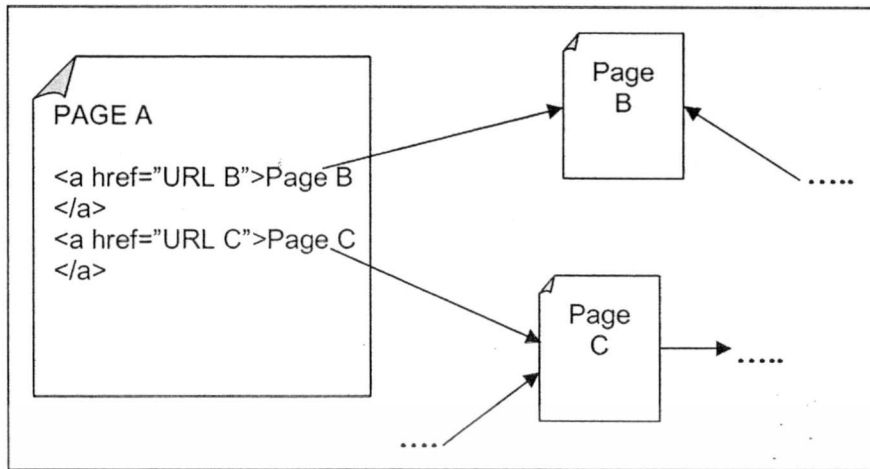 PAGE A
<a href=”URL B”>Page B
</a>
<a href=”URL C”>Page C
</a>
Page
B
.....
Page
C
.....
....